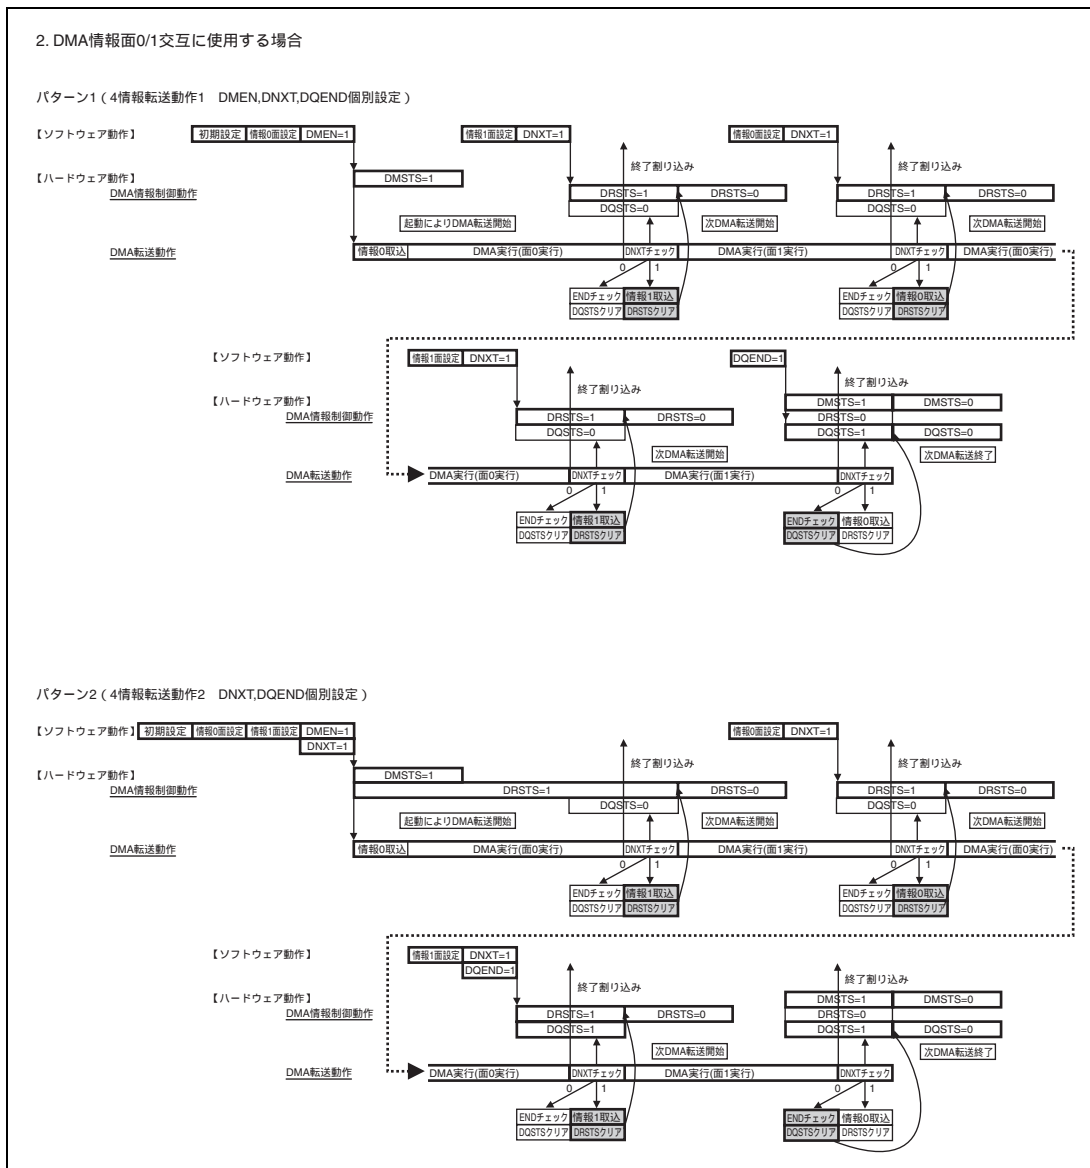 2. DMA情報面0/1交互に使用する場合
パターン1（4情報転送動作1　DMEN,DNXT,DQEND個別設定）
【ソフトウェア動作】 初期設定 情報0面設定 DMEN=1 情報1面設定 DNXT=1 情報0面設定 DNXT=1
終了割り込み 終了割り込み
【ハードウェア動作】 DMSTS=1
DMA情報制御動作 DRSTS=1 DRSTS=0 DRSTS=1 DRSTS=0
DQSTS=0 DQSTS=0
起動によりDMA転送開始 次DMA転送開始 次DMA転送開始
DMA転送動作 情報0取込 DMA実行(面0実行) DNXTチェック DMA実行(面1実行) DNXTチェック DMA実行(面0実行)
0 1 0 1
ENDチェック 情報1取込 ENDチェック 情報0取込
DQSTSクリア DRSTSクリア DQSTSクリア DRSTSクリア
【ソフトウェア動作】 情報1面設定 DNXT=1 DQEND=1
終了割り込み 終了割り込み
【ハードウェア動作】 DMSTS=1 DMSTS=0
DMA情報制御動作 DRSTS=1 DRSTS=0 DRSTS=0
DQSTS=0 DQSTS=1 DQSTS=0
次DMA転送開始 次DMA転送終了
DMA転送動作 DMA実行(面0実行) DNXTチェック DMA実行(面1実行) DNXTチェック
0 1 0 1
ENDチェック 情報1取込 ENDチェック 情報0取込
DQSTSクリア DRSTSクリア DQSTSクリア DRSTSクリア
パターン2（4情報転送動作2　DNXT,DQEND個別設定）
【ソフトウェア動作】 初期設定 情報0面設定 情報1面設定 DMEN=1 情報0面設定 DNXT=1
DNXT=1
終了割り込み 終了割り込み
【ハードウェア動作】 DMSTS=1
DMA情報制御動作 DRSTS=1 DRSTS=0 DRSTS=1 DRSTS=0
DQSTS=0 DQSTS=0
起動によりDMA転送開始 次DMA転送開始 次DMA転送開始
DMA転送動作 情報0取込 DMA実行(面0実行) DNXTチェック DMA実行(面1実行) DNXTチェック DMA実行(面0実行)
0 1 0 1
ENDチェック 情報1取込 ENDチェック 情報0取込
DQSTSクリア DRSTSクリア DQSTSクリア DRSTSクリア
【ソフトウェア動作】 情報1面設定 DNXT=1
DQEND=1
終了割り込み 終了割り込み
【ハードウェア動作】 DMSTS=1 DMSTS=0
DMA情報制御動作 DRSTS=1 DRSTS=0 DRSTS=0
DQSTS=1 DQSTS=1 DQSTS=0
次DMA転送開始 次DMA転送終了
DMA転送動作 DMA実行(面0実行) DNXTチェック DMA実行(面1実行) DNXTチェック
0 1 0 1
ENDチェック 情報1取込 ENDチェック 情報0取込
DQSTSクリア DRSTSクリア DQSTSクリア DRSTSクリア